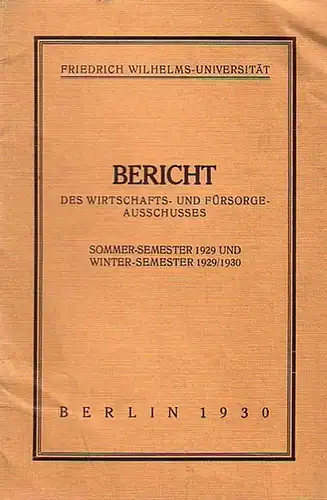 FRIEDRICH WILHELMS-UNIVERSITÄT
BERICHT
DES WIRTSCHAFTS- UND FÜRSORGE-
AUSSCHUSSES
SOMMER-SEMESTER 1929 UND
WINTER-SEMESTER 1929/1930
BERLIN 1930